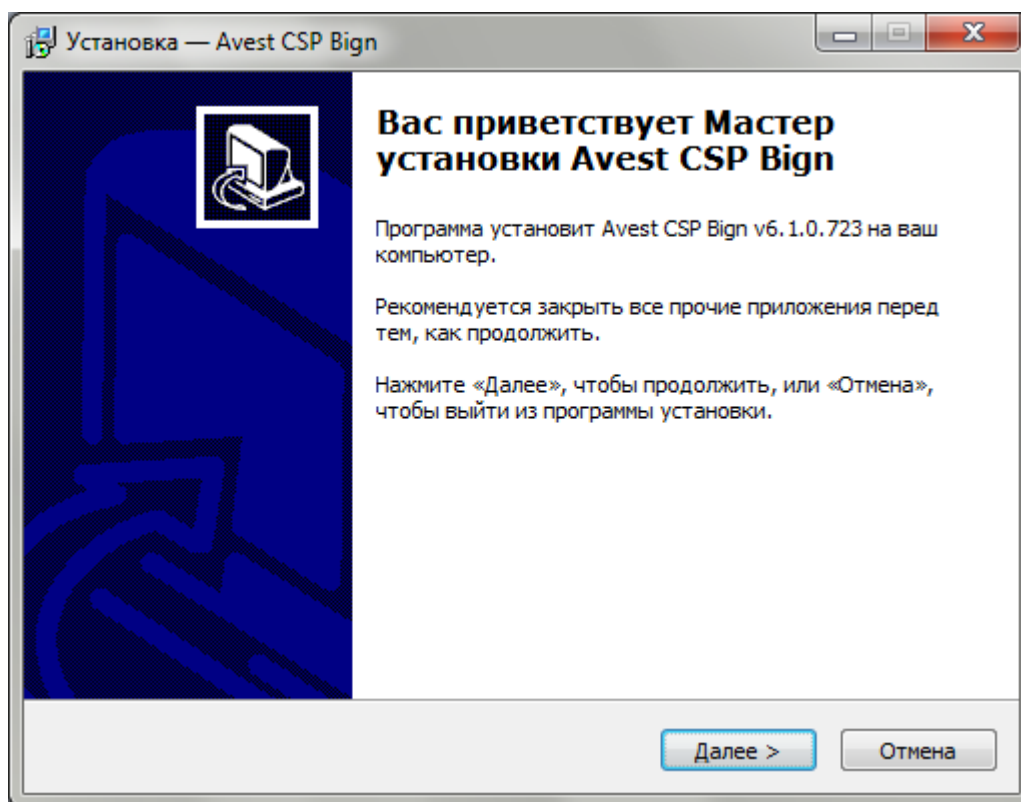 Установка — Avest CSP Bign
Вас приветствует Мастер
установки Avest CSP Bign
Программа установит Avest CSP Bign v6.1.0.723 на ваш
компьютер.
Рекомендуется закрыть все прочие приложения перед
тем, как продолжить.
Нажмите «Далее», чтобы продолжить, или «Отмена»,
чтобы выйти из программы установки.
Далее >
Отмена